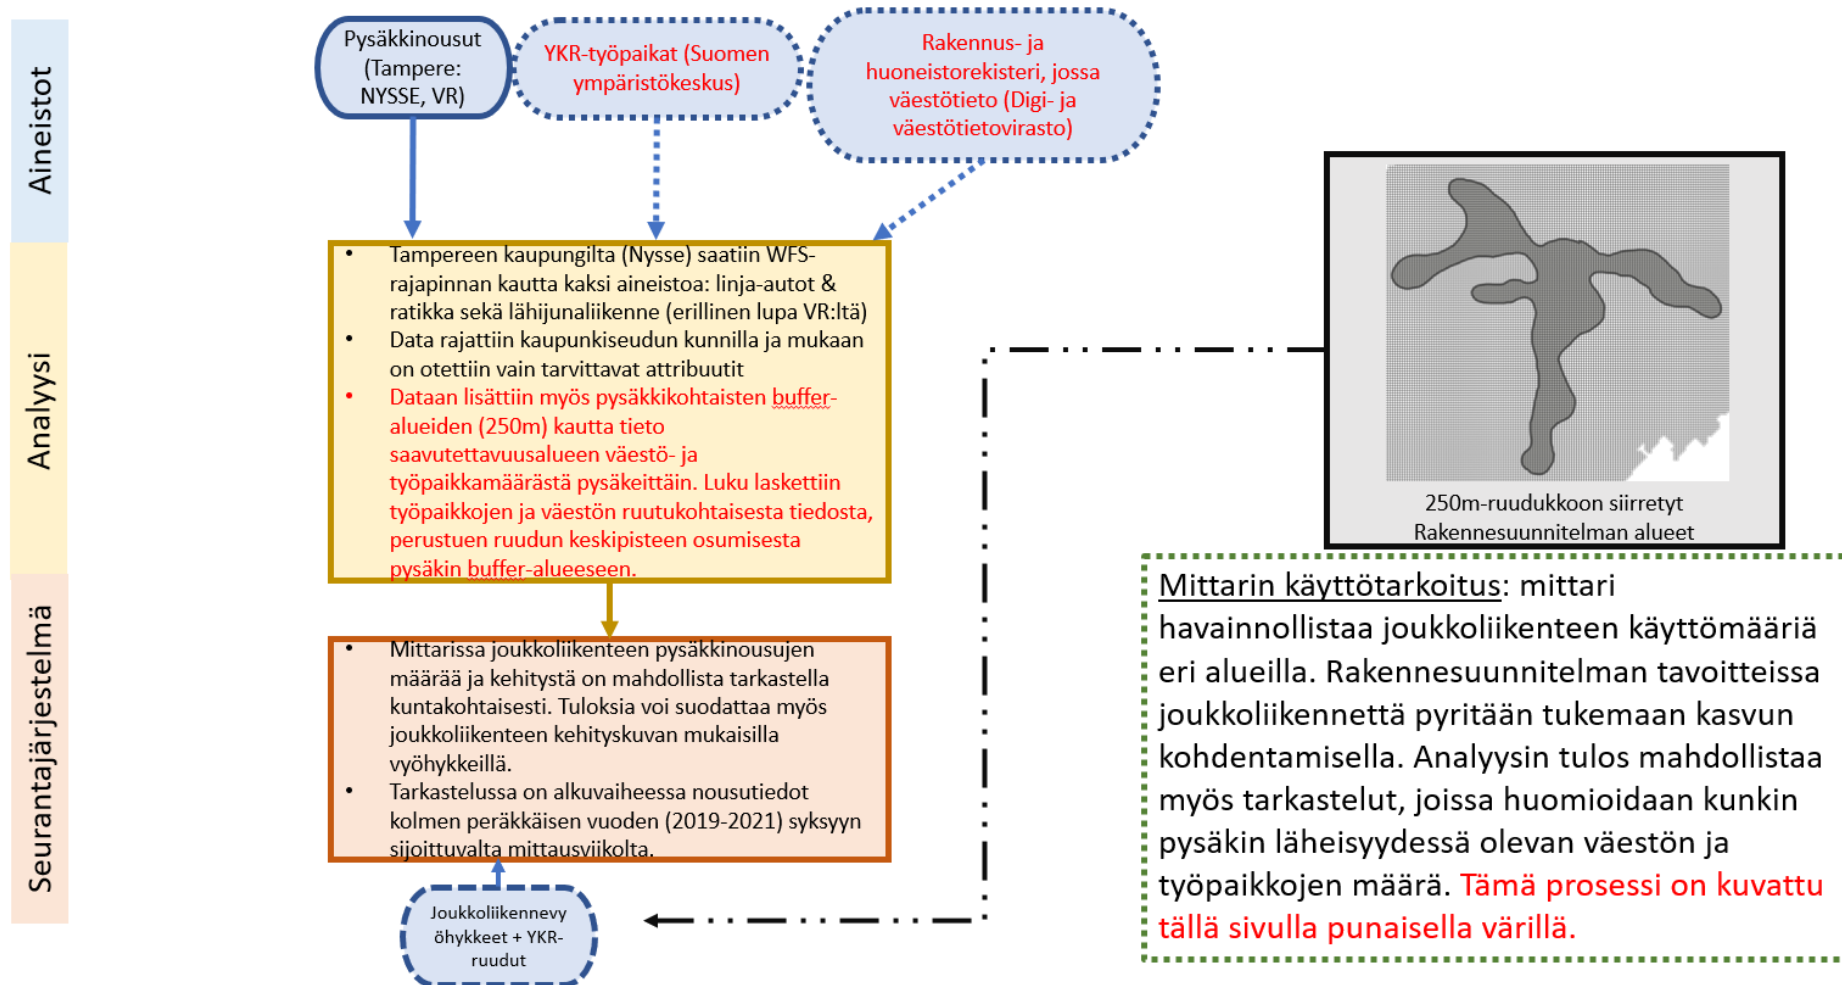 Aineistot
Pysäkkinousut
(Tampere:
NYSSE, VR)
YKR-työpaikat (Suomen
ympäristökeskus)
Rakennus- ja
huoneistorekisteri, jossa
väestötieto (Digi- ja
väestötietovirasto)
Analyysi
• Tampereen kaupungilta (Nysse) saatiin WFS-
rajapinnan kautta kaksi aineistoa: linja-autot &
ratikka sekä lähijunaliikenne (erillinen lupa VR:ltä)
• Data rajattiin kaupunkiseudun kunnilla ja mukaan
on otettiin vain tarvittavat attribuutit
• Dataan lisättiin myös pysäkkikohtaisten buffer-
alueiden (250m) kautta tieto
saavutettavuusalueen väestö- ja
työpaikkamäärästä pysäkeittäin. Luku laskettiin
työpaikkojen ja väestön ruutukohtaisesta tiedosta,
perustuen ruudun keskipisteen osumisesta
pysäkin buffer-alueeseen.
Seurantajärjestelmä
• Mittarissa joukkoliikenteen pysäkkinousujen
määrää ja kehitystä on mahdollista tarkastella
kuntakohtaisesti. Tuloksia voi suodattaa myös
joukkoliikenteen kehityskuvan mukaisilla
vyöhykkeillä.
• Tarkastelussa on alkuvaiheessa nousutiedot
kolmen peräkkäisen vuoden (2019-2021) syksyyn
sijoittuvalta mittausviikolta.
Joukkoliikennevy
öhykkeet + YKR-
ruudut
250m-ruudukkoon siirretyt
Rakennesuunnitelman alueet
Mittarin käyttötarkoitus: mittari
havainnollistaa joukkoliikenteen käyttömääriä
eri alueilla. Rakennesuunnitelman tavoitteissa
joukkoliikennettä pyritään tukemaan kasvun
kohdentamisella. Analyysin tulos mahdollistaa
myös tarkastelut, joissa huomioidaan kunkin
pysäkin läheisyydessä olevan väestön ja
työpaikkojen määrä. Tämä prosessi on kuvattu
tällä sivulla punaisella värillä.